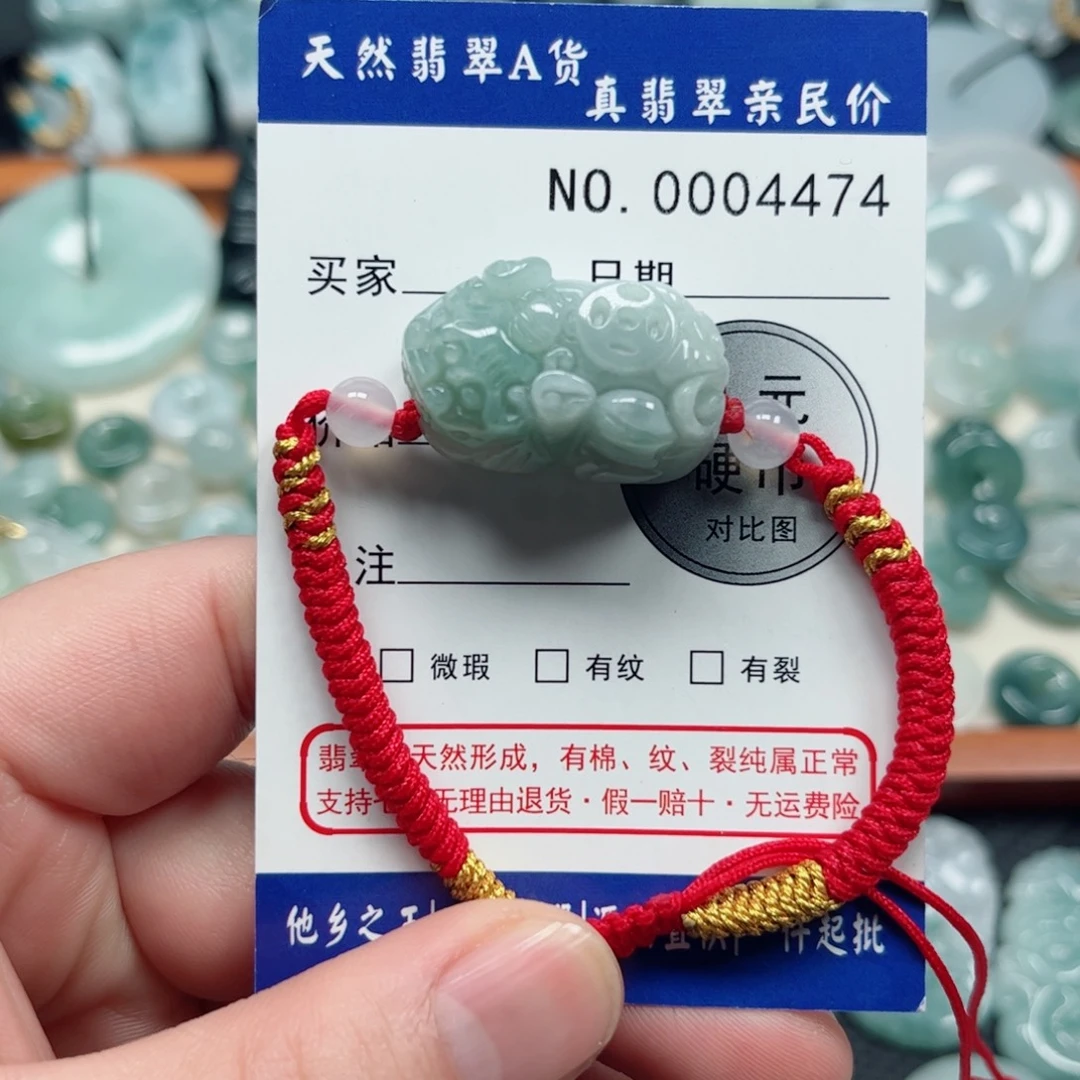 天然翡翠A货
真翡翠亲民价
NO. 0004474
买家 日期
元
硬币
对比图
注
微瑕 有纹 有裂
翡 天然形成，有棉、纹、裂纯属正常
支持 无理由退货·假一赔十·无运费险
他乡之 件起批